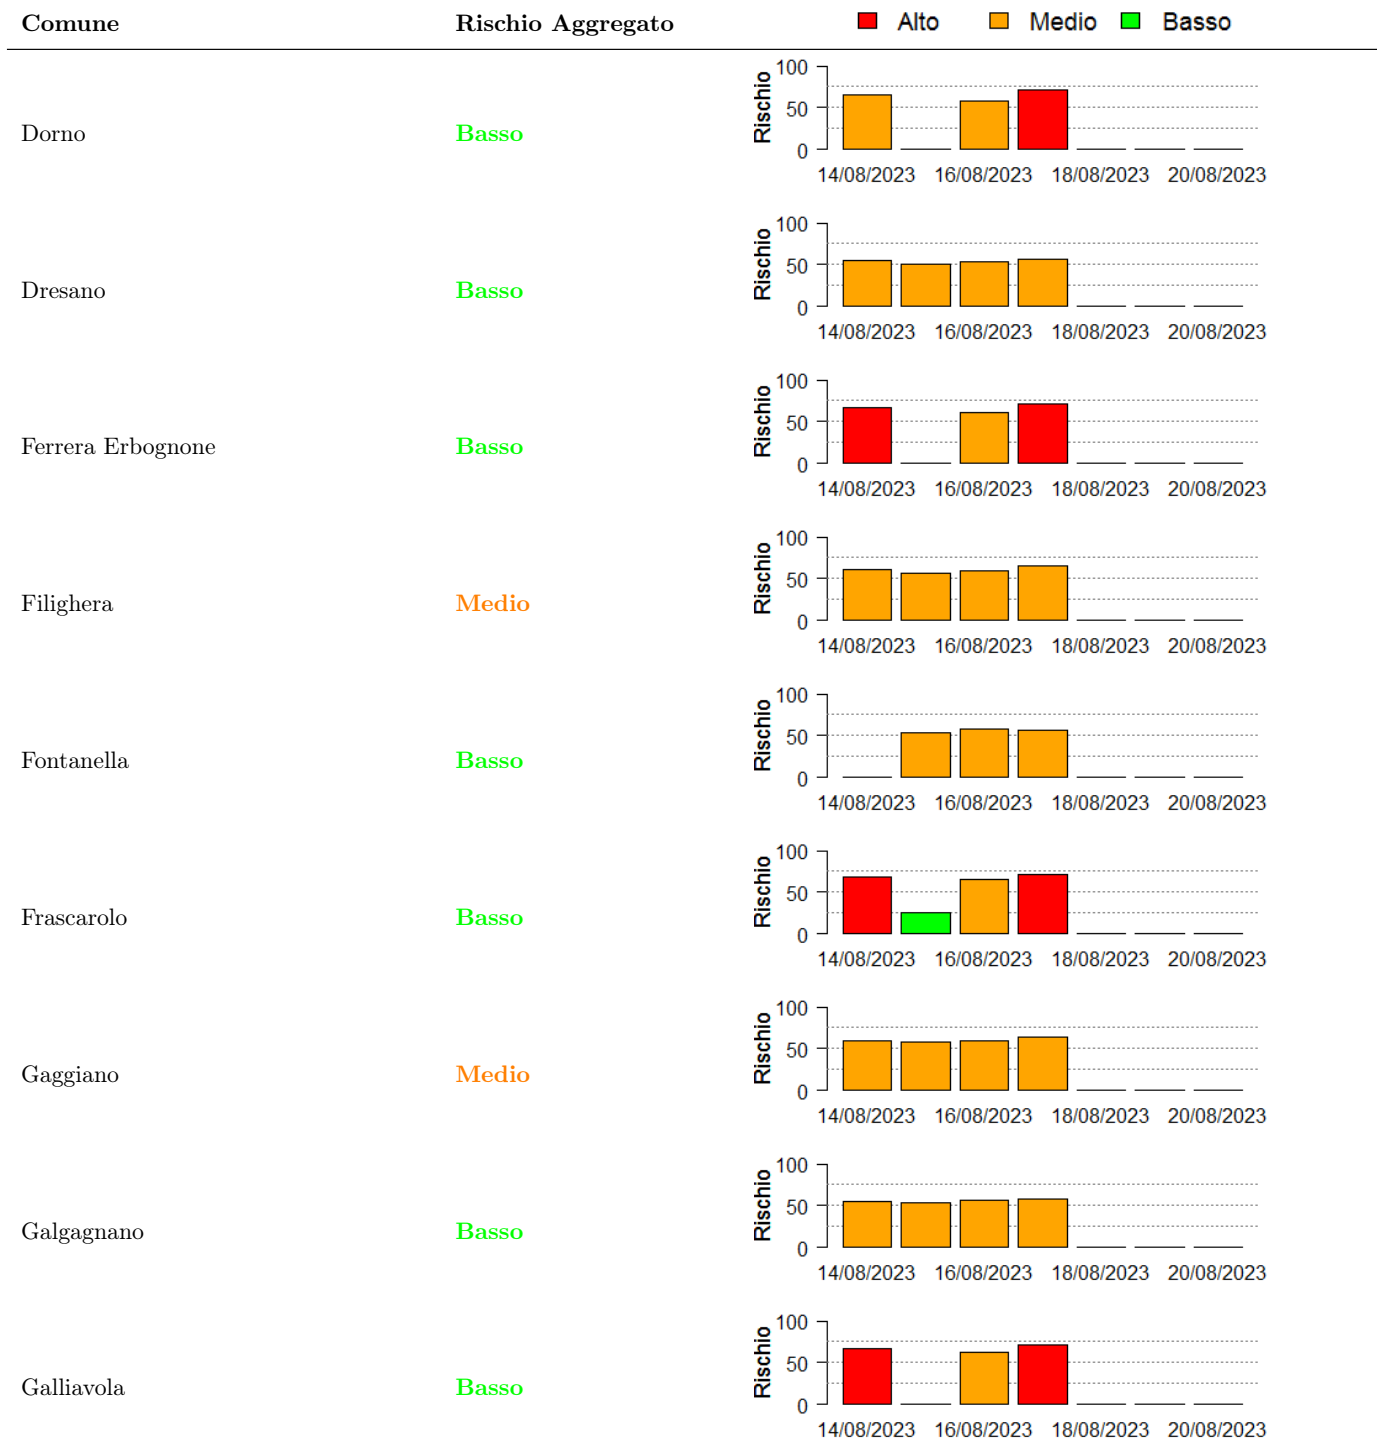 Comune Rischio Aggregato Alto Medio Basso
Dorno Basso
Rischio
100
50
0
14/08/2023 16/08/2023 18/08/2023 20/08/2023
Dresano Basso
Rischio
100
50
0
14/08/2023 16/08/2023 18/08/2023 20/08/2023
Ferrera Erbognone Basso
Rischio
100
50
0
14/08/2023 16/08/2023 18/08/2023 20/08/2023
Filighera Medio
Rischio
100
50
0
14/08/2023 16/08/2023 18/08/2023 20/08/2023
Fontanella Basso
Rischio
100
50
0
14/08/2023 16/08/2023 18/08/2023 20/08/2023
Frascarolo Basso
Rischio
100
50
0
14/08/2023 16/08/2023 18/08/2023 20/08/2023
Gaggiano Medio
Rischio
100
50
0
14/08/2023 16/08/2023 18/08/2023 20/08/2023
Galgagnano Basso
Rischio
100
50
0
14/08/2023 16/08/2023 18/08/2023 20/08/2023
Galliavola Basso
Rischio
100
50
0
14/08/2023 16/08/2023 18/08/2023 20/08/2023